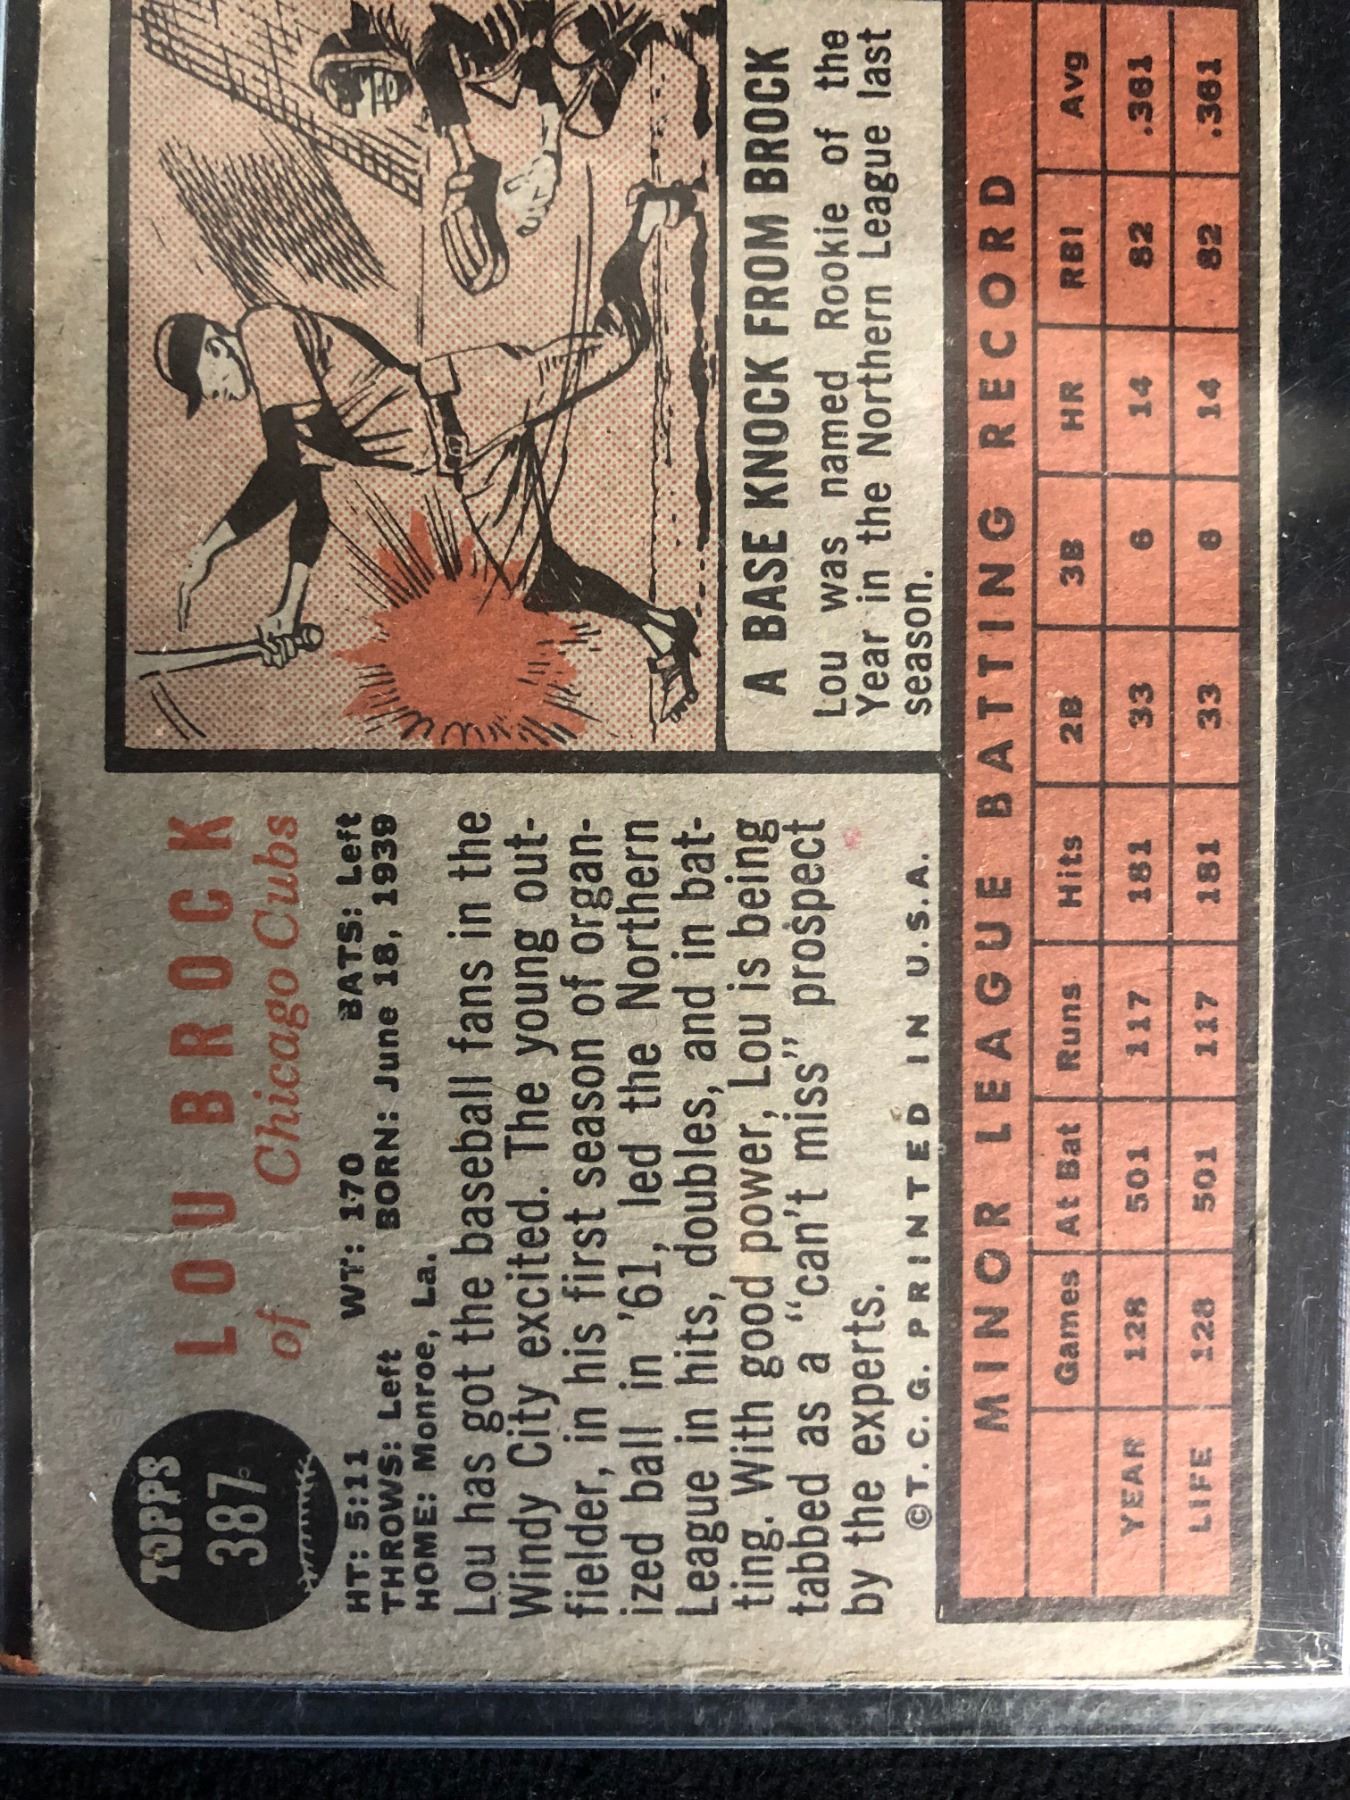 TOPPS
387
LOU BROCK
of Chicago Cubs
HT: 5:11 WT: 170 BATS: Left
THROWS: Left BORN: June 18, 1939
HOME: Monroe, La.
Lou has got the baseball fans in the
Windy City excited. The young out-
fielder, in his first season of organ-
ized ball in '61, led the Northern
League in hits, doubles, and in bat-
ting. With good power, Lou is being
tabbed as a "can't miss" prospect
by the experts.
©T.C.G. PRINTED IN U.S.A.
A BASE KNOCK FROM BROCK
Lou was named Rookie of the
Year in the Northern League last
season.
MINOR LEAGUE BATTING RECORD
Games At Bat Runs Hits 2B 3B HR RBI Avg
YEAR 128 501 117 181 33 6 14 82 .361
LIFE 128 501 117 181 33 6 14 82 .361